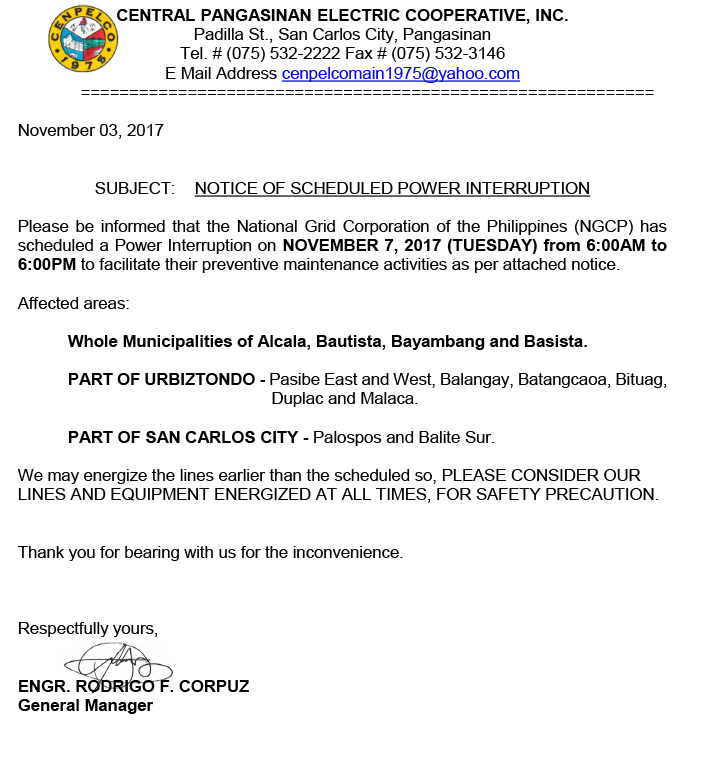 CENPELCO
1975
CENTRAL PANGASINAN ELECTRIC COOPERATIVE, INC.
Padilla St., San Carlos City, Pangasinan
Tel. # (075) 532-2222 Fax # (075) 532-3146
E Mail Address cenpelcomain1975@yahoo.com
============================================================
November 03, 2017
SUBJECT: NOTICE OF SCHEDULED POWER INTERRUPTION
Please be informed that the National Grid Corporation of the Philippines (NGCP) has
scheduled a Power Interruption on NOVEMBER 7, 2017 (TUESDAY) from 6:00AM to
6:00PM to facilitate their preventive maintenance activities as per attached notice.
Affected areas:
Whole Municipalities of Alcala, Bautista, Bayambang and Basista.
PART OF URBIZTONDO - Pasibe East and West, Balangay, Batangcaoa, Bituag,
Duplac and Malaca.
PART OF SAN CARLOS CITY - Palospos and Balite Sur.
We may energize the lines earlier than the scheduled so, PLEASE CONSIDER OUR
LINES AND EQUIPMENT ENERGIZED AT ALL TIMES, FOR SAFETY PRECAUTION.
Thank you for bearing with us for the inconvenience.
Respectfully yours,
ENGR. RODRIGO F. CORPUZ
General Manager